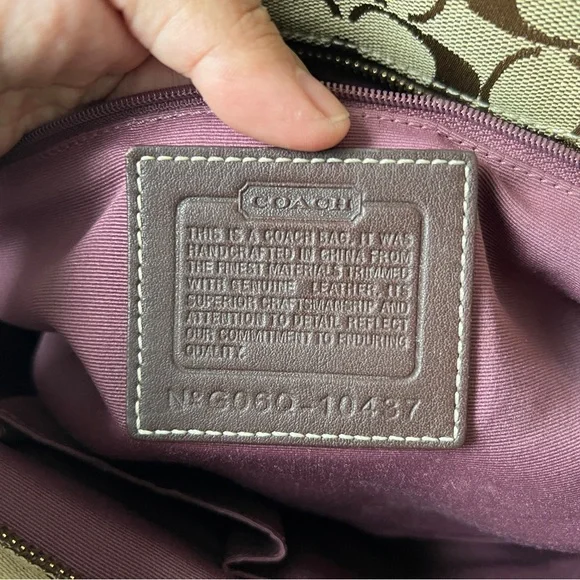 COACH
THIS IS A COACH BAG. IT WAS
HANDCRAFTED IN CHINA FROM
THE FINEST MATERIALS TRIMMED
WITH GENUINE LEATHER. ITS
SUPERIOR CRAFTSMANSHIP AND
ATTENTION TO DETAIL REFLECT
OUR COMMITMENT TO ENDURING
QUALITY.
Nº G06Q-10437